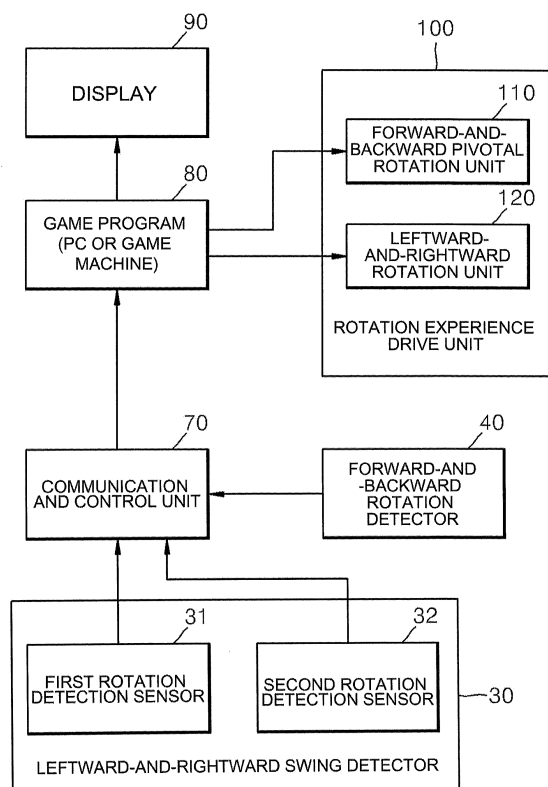 90
DISPLAY
100
110
FORWARD-AND-
BACKWARD PIVOTAL
ROTATION UNIT
80
GAME PROGRAM
(PC OR GAME
MACHINE)
120
LEFTWARD-
AND-RIGHTWARD
ROTATION UNIT
ROTATION EXPERIENCE
DRIVE UNIT
70
COMMUNICATION
AND CONTROL UNIT
40
FORWARD-AND
-BACKWARD
ROTATION
DETECTOR
31
FIRST ROTATION
DETECTION SENSOR
32
SECOND ROTATION
DETECTION SENSOR
30
LEFTWARD-AND-RIGHTWARD SWING DETECTOR